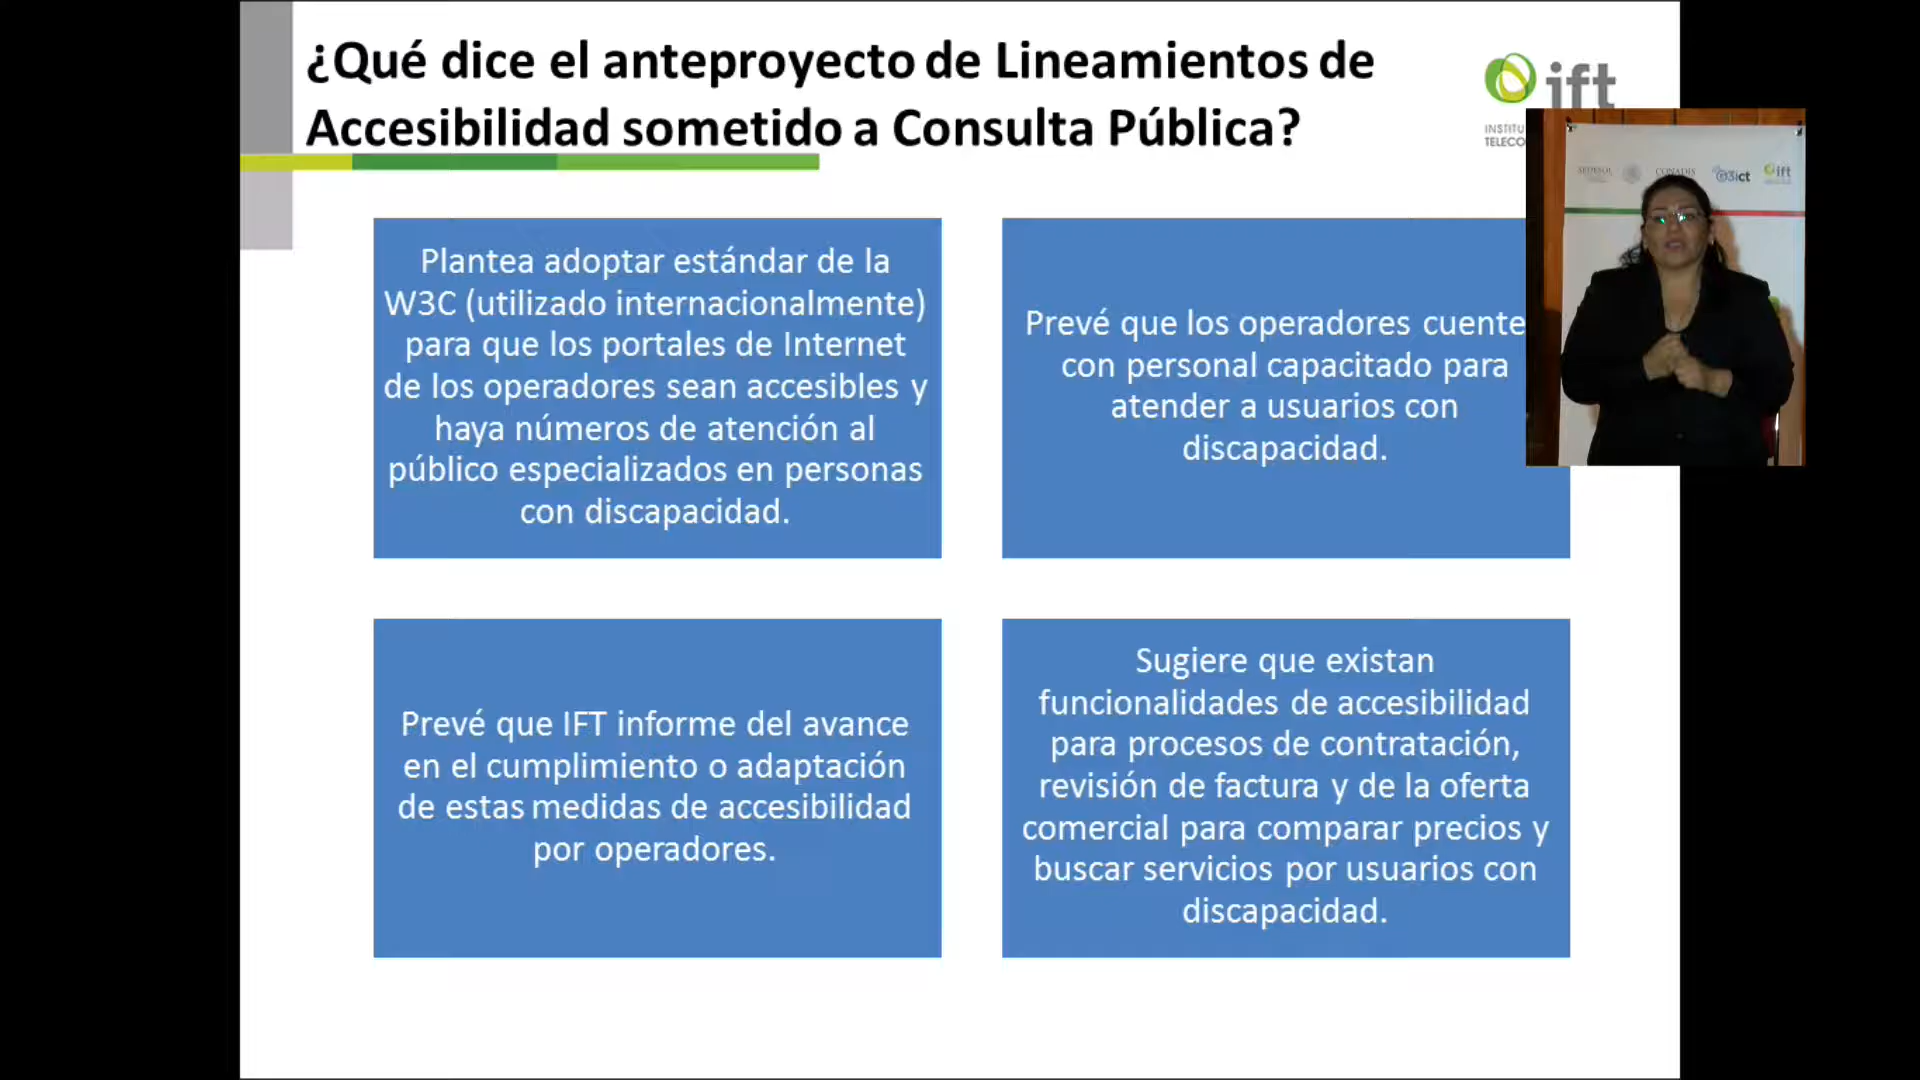 ¿Qué dice el anteproyecto de Lineamientos de
Accesibilidad sometido a Consulta Pública?
ift
Plantea adoptar estándar de la
W3C (utilizado internacionalmente)
para que los portales de Internet
de los operadores sean accesibles y
haya números de atención al
público especializados en personas
con discapacidad.
Prevé que los operadores cuente
con personal capacitado para
atender a usuarios con
discapacidad.
SEDESOL CONADIS G3ict ift
Prevé que IFT informe del avance
en el cumplimiento o adaptación
de estas medidas de accesibilidad
por operadores.
Sugiere que existan
funcionalidades de accesibilidad
para procesos de contratación,
revisión de factura y de la oferta
comercial para comparar precios y
buscar servicios por usuarios con
discapacidad.